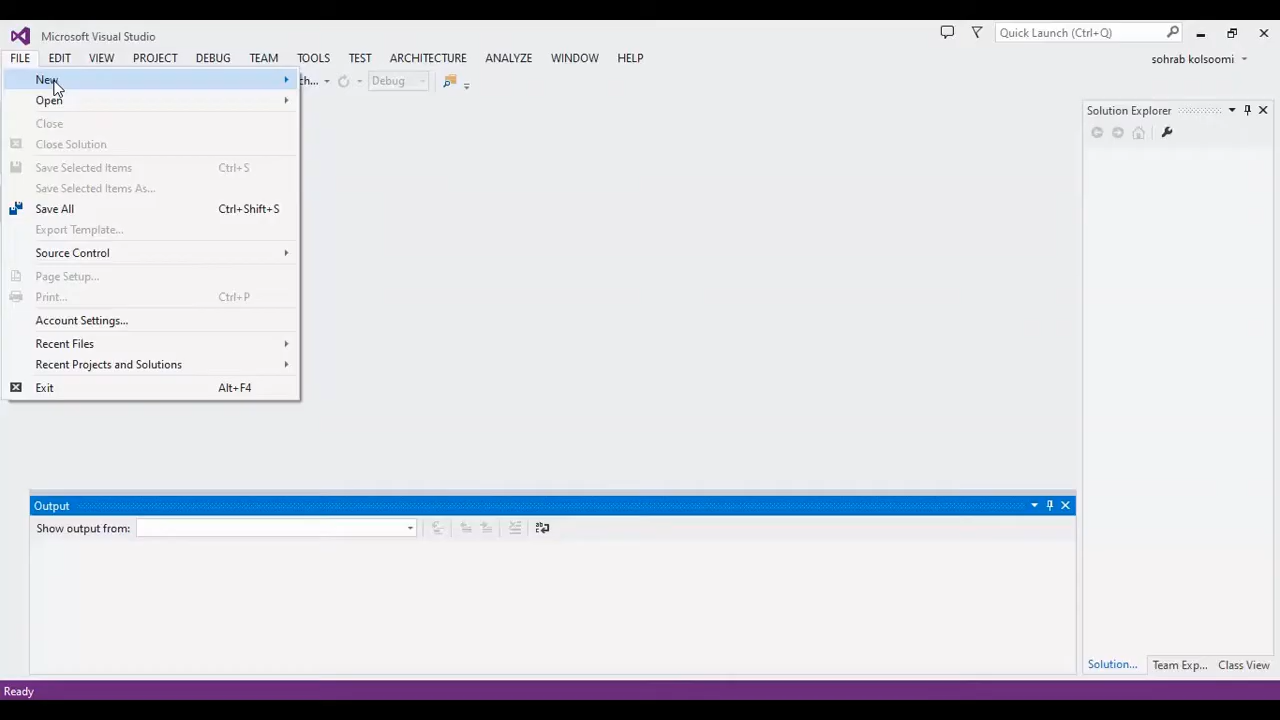 Microsoft Visual Studio
Quick Launch (Ctrl+Q)
FILE EDIT VIEW PROJECT DEBUG TEAM TOOLS TEST ARCHITECTURE ANALYZE WINDOW HELP
sohrab kolsoomi
New
ch... Debug
Open
Close
Close Solution
Save Selected Items Ctrl+S
Save Selected Items As...
Save All Ctrl+Shift+S
Export Template...
Source Control
Page Setup...
Print... Ctrl+P
Account Settings...
Recent Files
Recent Projects and Solutions
Exit Alt+F4
Solution Explorer
Output
Show output from:
Solution... Team Exp... Class View
Ready